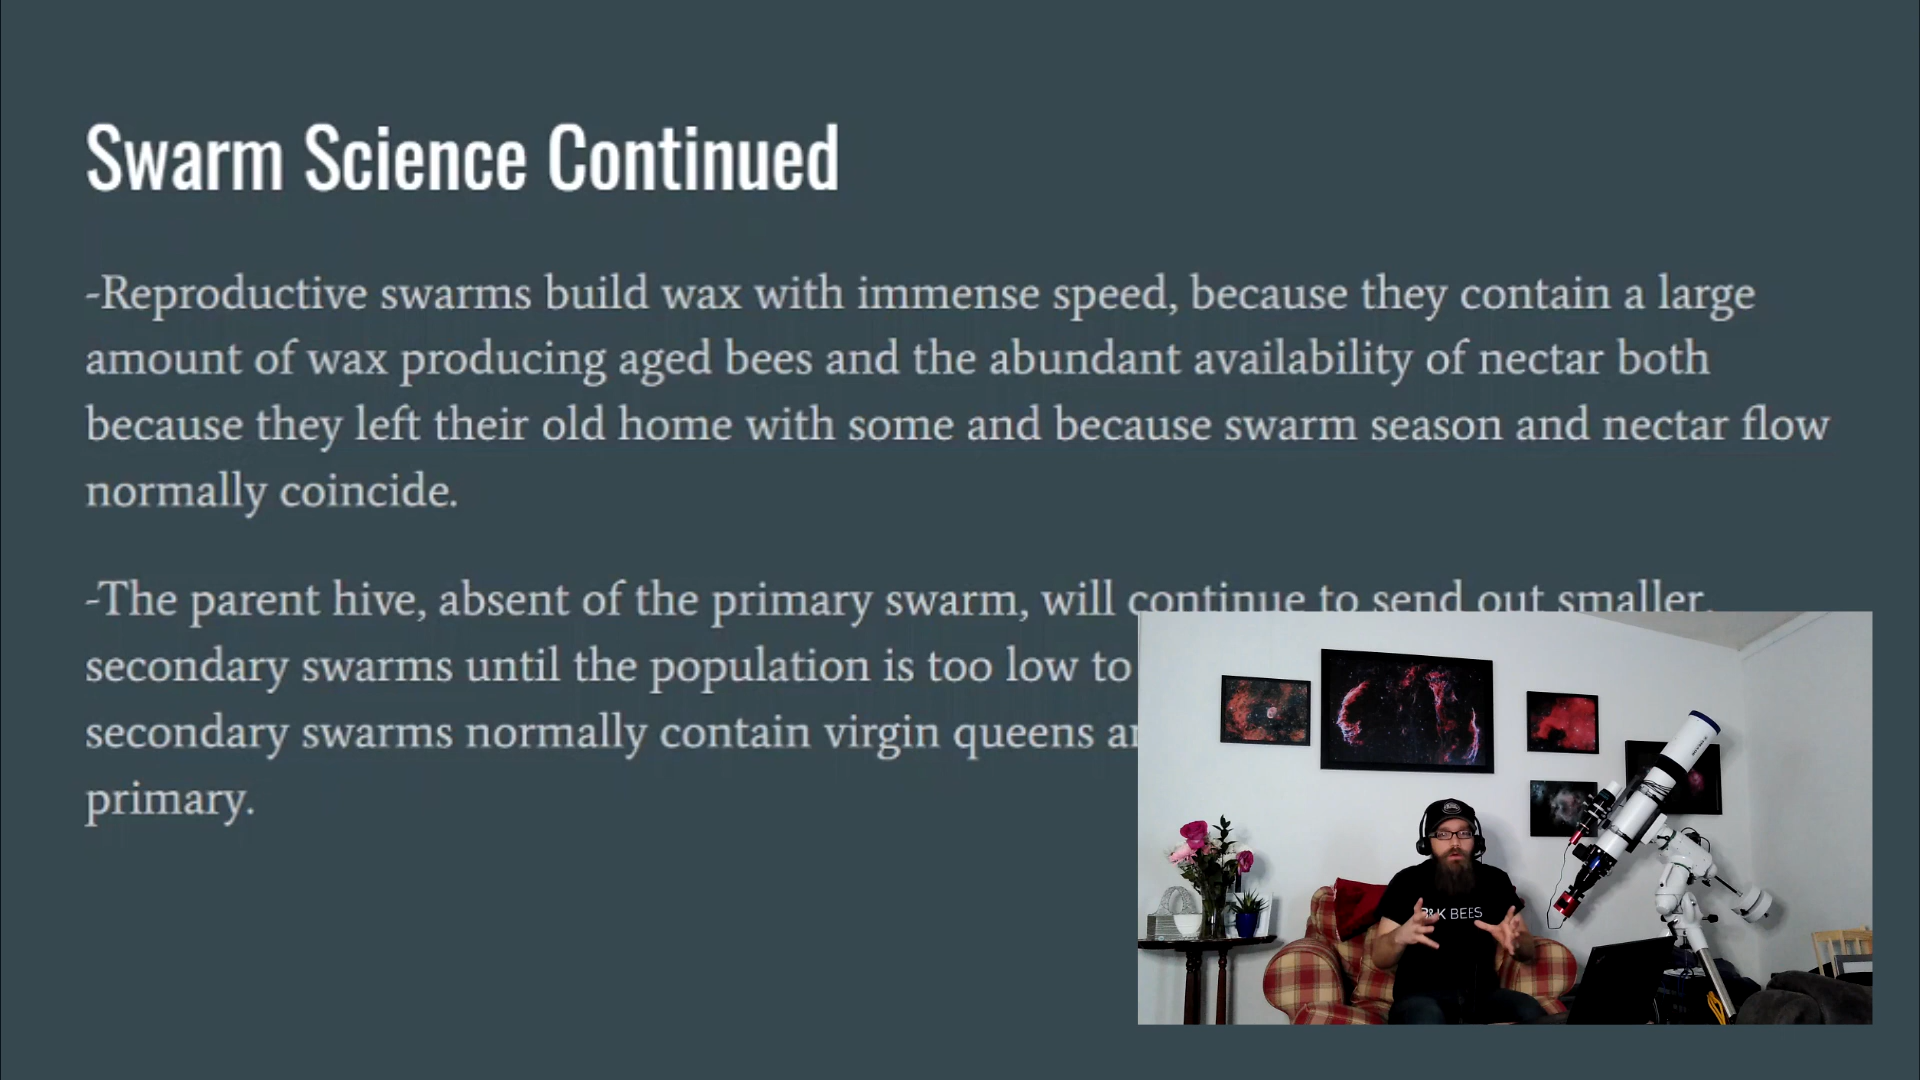 Swarm Science Continued
-Reproductive swarms build wax with immense speed, because they contain a large
amount of wax producing aged bees and the abundant availability of nectar both
because they left their old home with some and because swarm season and nectar flow
normally coincide.
-The parent hive, absent of the primary swarm, will continue to send out smaller,
secondary swarms until the population is too low to
secondary swarms normally contain virgin queens
primary.
K BEES